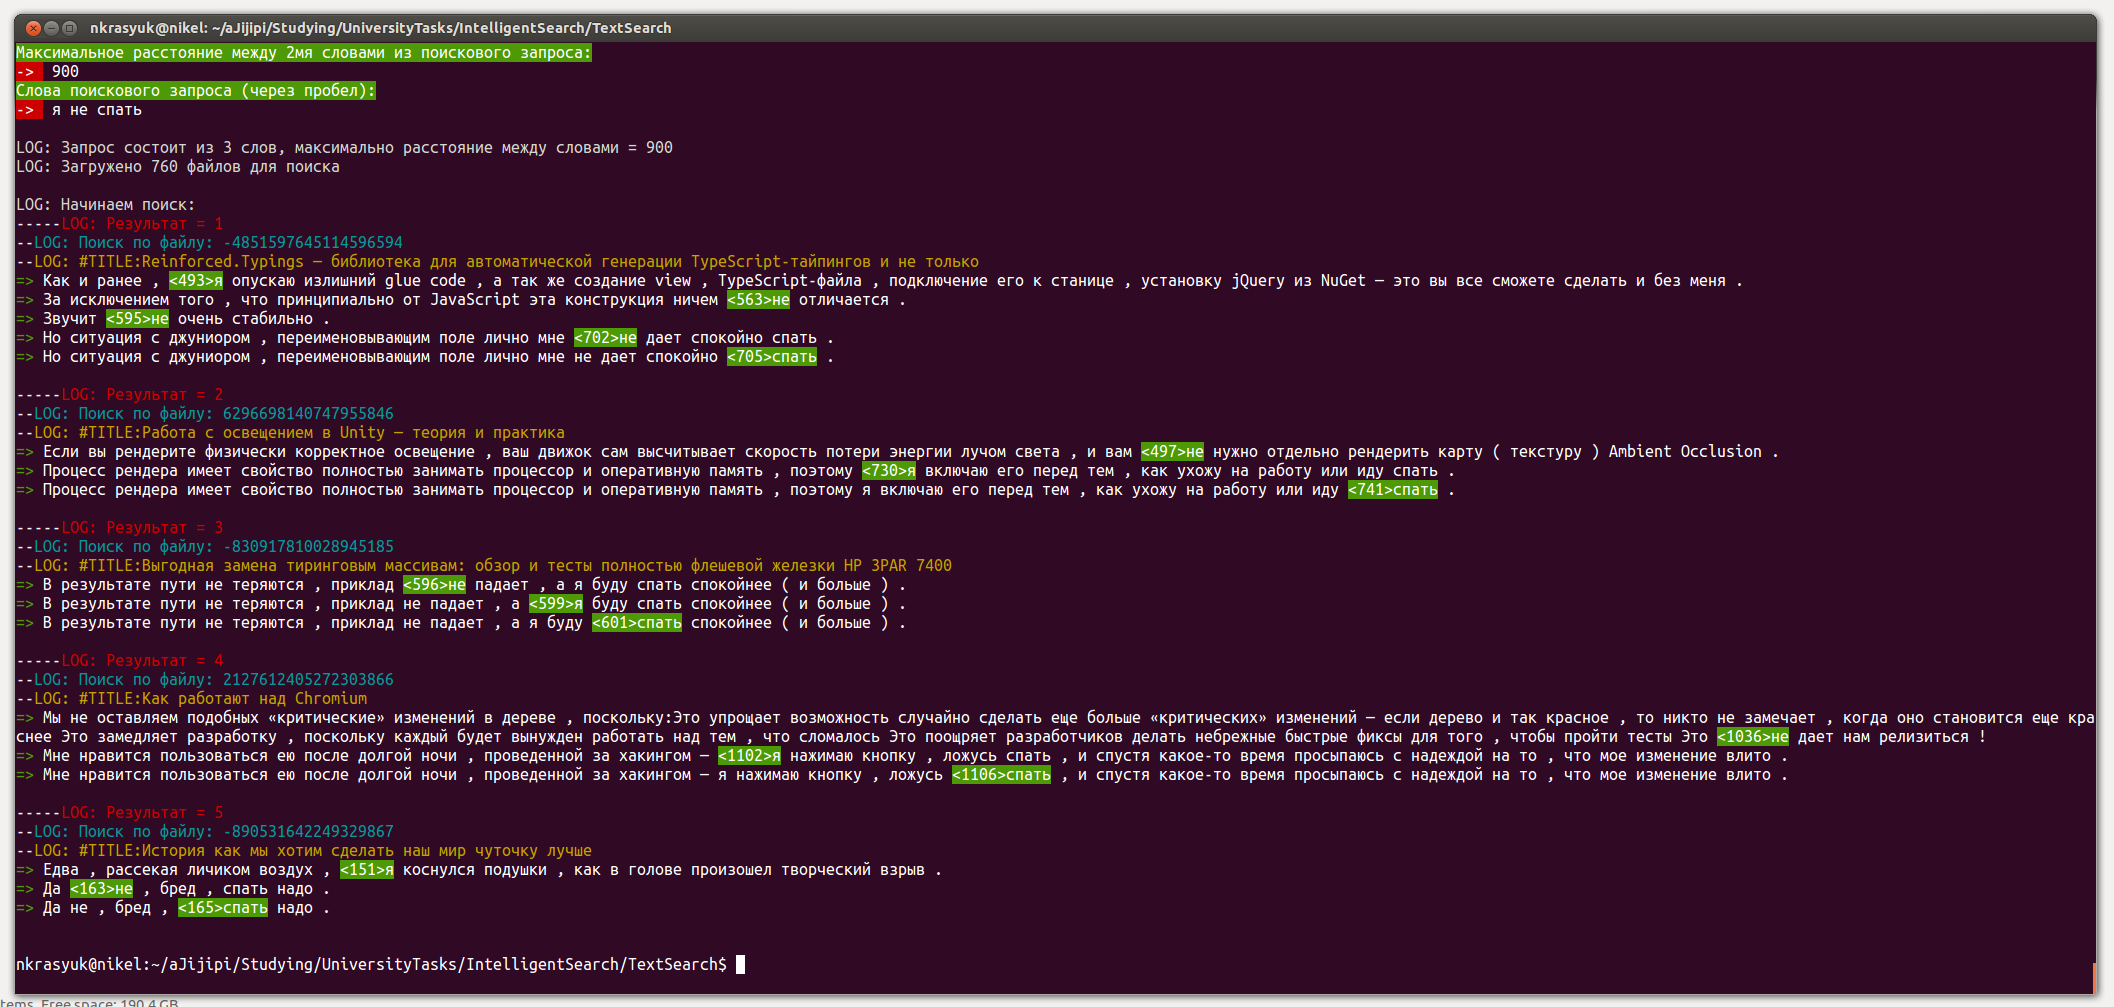 nkrasyuk@nikel: ~/aJijipi/Studying/UniversityTasks/IntelligentSearch/TextSearch
Максимальное расстояние между 2мя словами из поискового запроса:
-> 900
Слова поискового запроса (через пробел):
-> я не спать
LOG: Запрос состоит из 3 слов, максимально расстояние между словами = 900
LOG: Загружено 760 файлов для поиска
LOG: Начинаем поиск:
-----LOG: Результат = 1
--LOG: Поиск по файлу: -4851597645114596594
--LOG: #TITLE:Reinforced.Typings — библиотека для автоматической генерации TypeScript-тайпингов и не только
=> Как и ранее , <493>я опускаю излишний glue code , а так же создание view , TypeScript-файла , подключение его к станице , установку jQuery из NuGet — это вы все сможете сделать и без меня .
=> За исключением того , что принципиально от JavaScript эта конструкция ничем <563>не отличается .
=> Звучит <595>не очень стабильно .
=> Но ситуация с джуниором , переименовывающим поле лично мне <702>не дает спокойно спать .
=> Но ситуация с джуниором , переименовывающим поле лично мне не дает спокойно <705>спать .
-----LOG: Результат = 2
--LOG: Поиск по файлу: 6296698140747955846
--LOG: #TITLE:Работа с освещением в Unity — теория и практика
=> Если вы рендерите физически корректное освещение , ваш движок сам высчитывает скорость потери энергии лучом света , и вам <497>не нужно отдельно рендерить карту ( текстуру ) Ambient Occlusion .
=> Процесс рендера имеет свойство полностью занимать процессор и оперативную память , поэтому <730>я включаю его перед тем , как ухожу на работу или иду спать .
=> Процесс рендера имеет свойство полностью занимать процессор и оперативную память , поэтому я включаю его перед тем , как ухожу на работу или иду <741>спать .
-----LOG: Результат = 3
--LOG: Поиск по файлу: -830917810028945185
--LOG: #TITLE:Выгодная замена тиринговым массивам: обзор и тесты полностью флешевой железки HP 3PAR 7400
=> В результате пути не теряются , приклад <596>не падает , а я буду спать спокойнее ( и больше ) .
=> В результате пути не теряются , приклад не падает , а <599>я буду спать спокойнее ( и больше ) .
=> В результате пути не теряются , приклад не падает , а я буду <601>спать спокойнее ( и больше ) .
-----LOG: Результат = 4
--LOG: Поиск по файлу: 2127612405272303866
--LOG: #TITLE:Как работают над Chromium
=> Мы не оставляем подобных «критические» изменений в дереве , поскольку:Это упрощает возможность случайно сделать еще больше «критических» изменений — если дерево и так красное , то никто не замечает , когда оно становится еще кра
снее Это замедляет разработку , поскольку каждый будет вынужден работать над тем , что сломалось Это поощряет разработчиков делать небрежные быстрые фиксы для того , чтобы пройти тесты Это <1036>не дает нам релизиться !
=> Мне нравится пользоваться ею после долгой ночи , проведенной за хакингом — <1102>я нажимаю кнопку , ложусь спать , и спустя какое-то время просыпаюсь с надеждой на то , что мое изменение влито .
=> Мне нравится пользоваться ею после долгой ночи , проведенной за хакингом — я нажимаю кнопку , ложусь <1106>спать , и спустя какое-то время просыпаюсь с надеждой на то , что мое изменение влито .
-----LOG: Результат = 5
--LOG: Поиск по файлу: -890531642249329867
--LOG: #TITLE:История как мы хотим сделать наш мир чуточку лучше
=> Едва , рассекая личиком воздух , <151>я коснулся подушки , как в голове произошел творческий взрыв .
=> Да <163>не , бред , спать надо .
=> Да не , бред , <165>спать надо .
nkrasyuk@nikel:~/aJijipi/Studying/UniversityTasks/IntelligentSearch/TextSearch$
tems, Free space: 190,4 GB